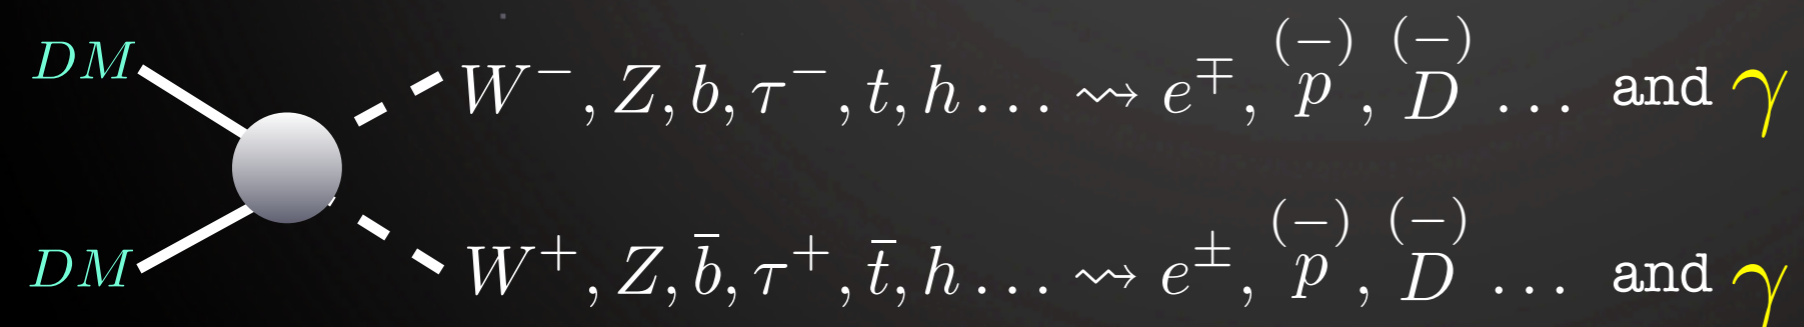 DM W⁻, Z, b, τ⁻, t, h ... ⇝ e^∓, p^(−), D^(−) ... and γ
DM W⁺, Z, b̄, τ⁺, t̄, h ... ⇝ e^±, p^(−), D^(−) ... and γ